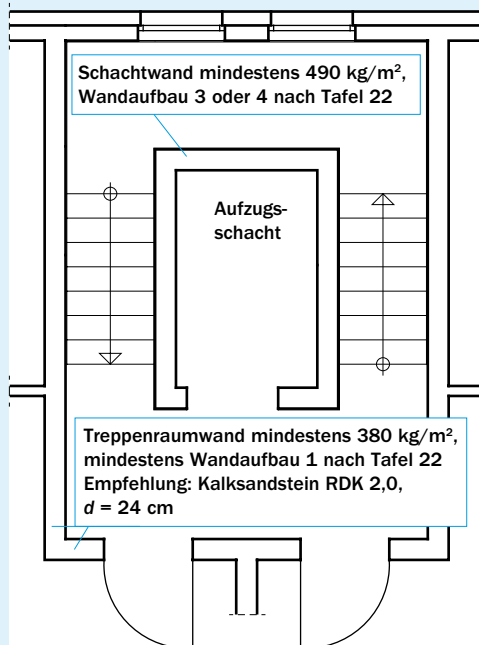 Schachtwand mindestens 490 kg/m²,
Wandaufbau 3 oder 4 nach Tafel 22
Aufzugs-
schacht
Treppenraumwand mindestens 380 kg/m²,
mindestens Wandaufbau 1 nach Tafel 22
Empfehlung: Kalksandstein RDK 2,0,
d = 24 cm